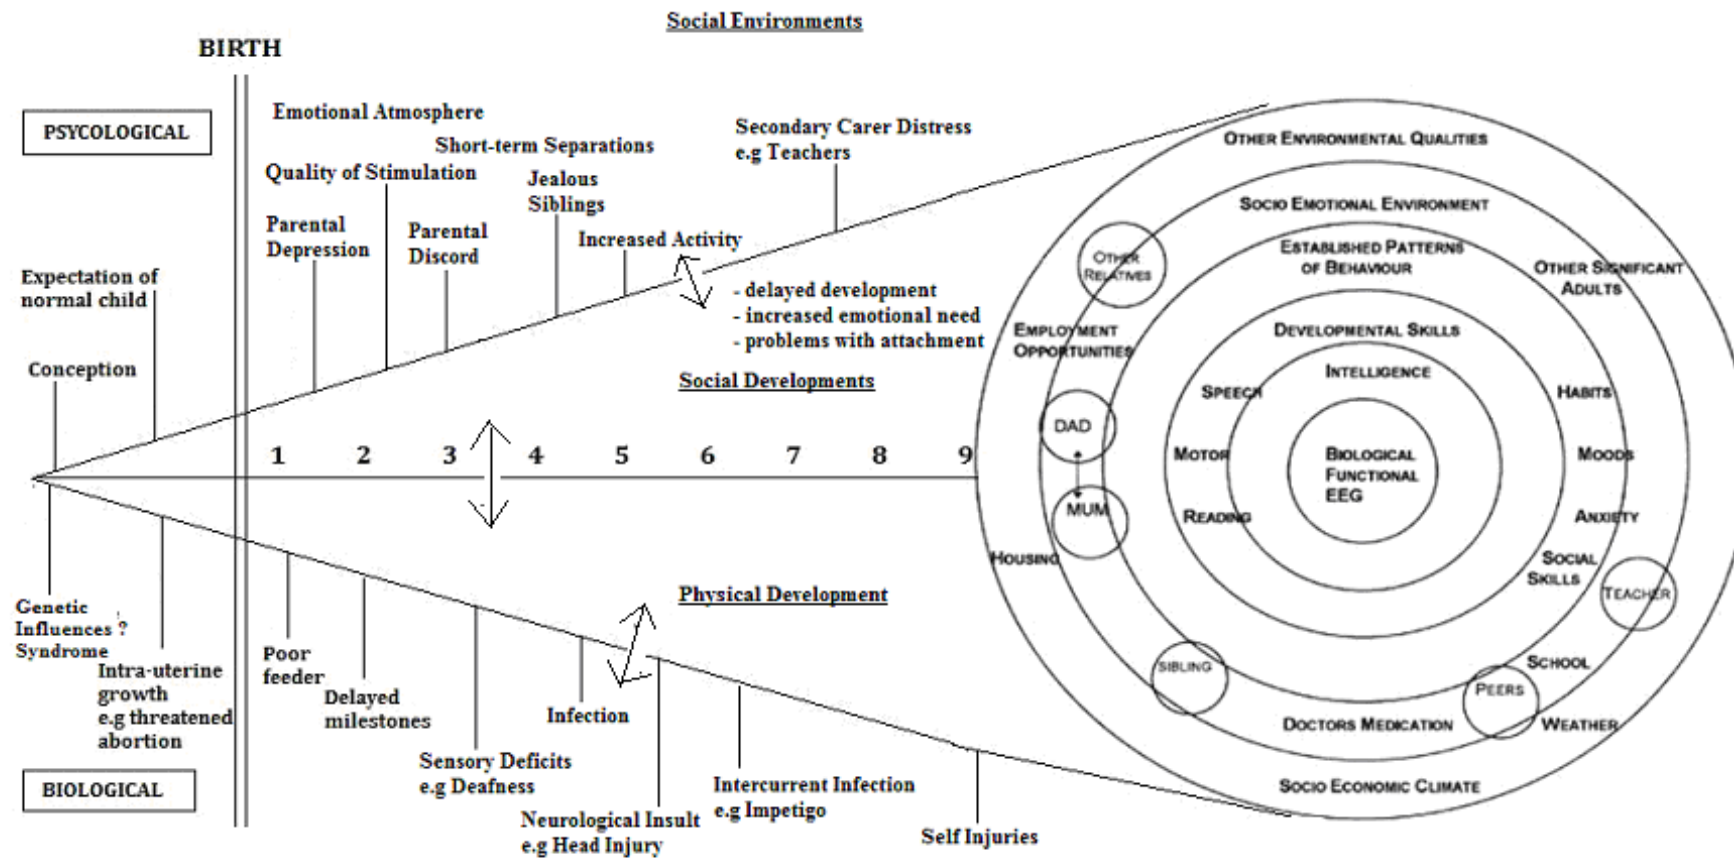 Social Environments
BIRTH
PSYCOLOGICAL
Emotional Atmosphere
Short-term Separations
Quality of Stimulation
Secondary Carer Distress
e.g Teachers
Jealous
Siblings
Parental
Depression
Parental
Discord
Increased Activity
Expectation of
normal child
Conception
- delayed development
- increased emotional need
- problems with attachment
Social Developments
1 2 3 4 5 6 7 8 9
Physical Development
Genetic
Influences ?
Syndrome
Intra-uterine
growth
e.g threatened
abortion
Poor
feeder
Delayed
milestones
Sensory Deficits
e.g Deafness
Infection
Neurological Insult
e.g Head Injury
Intercurrent Infection
e.g Impetigo
Self Injuries
BIOLOGICAL
OTHER ENVIRONMENTAL QUALITIES
SOCIO EMOTIONAL ENVIRONMENT
ESTABLISHED PATTERNS
OF BEHAVIOUR
OTHER
RELATIVES
OTHER SIGNIFICANT
ADULTS
EMPLOYMENT
OPPORTUNITIES
DEVELOPMENTAL SKILLS
INTELLIGENCE
SPEECH
HABITS
DAD
MOTOR
BIOLOGICAL
FUNCTIONAL
EEG
MOODS
MUM
READING
ANXIETY
HOUSING
SOCIAL
SKILLS
TEACHER
SIBLING
SCHOOL
PEERS
DOCTORS MEDICATION
WEATHER
SOCIO ECONOMIC CLIMATE